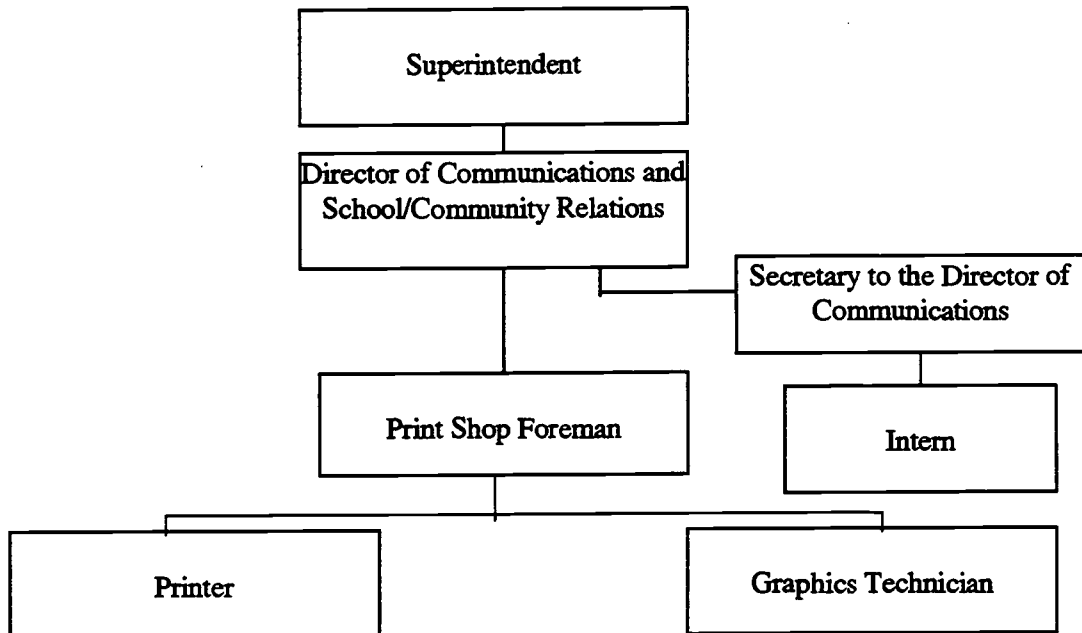 Superintendent
Director of Communications and
School/Community Relations
Secretary to the Director of
Communications
Print Shop Foreman
Intern
Printer
Graphics Technician